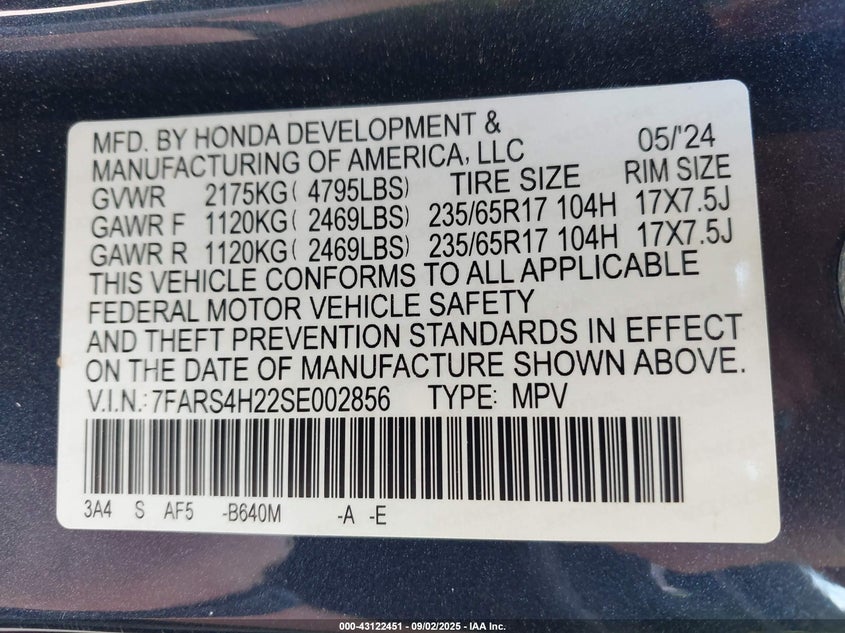 MFD. BY HONDA DEVELOPMENT & 05/'24
MANUFACTURING OF AMERICA, LLC
GVWR 2175KG( 4795LBS) TIRE SIZE RIM SIZE
GAWR F 1120KG( 2469LBS) 235/65R17 104H 17X7.5J
GAWR R 1120KG( 2469LBS) 235/65R17 104H 17X7.5J
THIS VEHICLE CONFORMS TO ALL APPLICABLE
FEDERAL MOTOR VEHICLE SAFETY
AND THEFT PREVENTION STANDARDS IN EFFECT
ON THE DATE OF MANUFACTURE SHOWN ABOVE.
V.I.N.: 7FARS4H22SE002856 TYPE: MPV
3A4 S AF5 -B640M -A -E
000-43122451 - 09/02/2025 - IAA Inc.